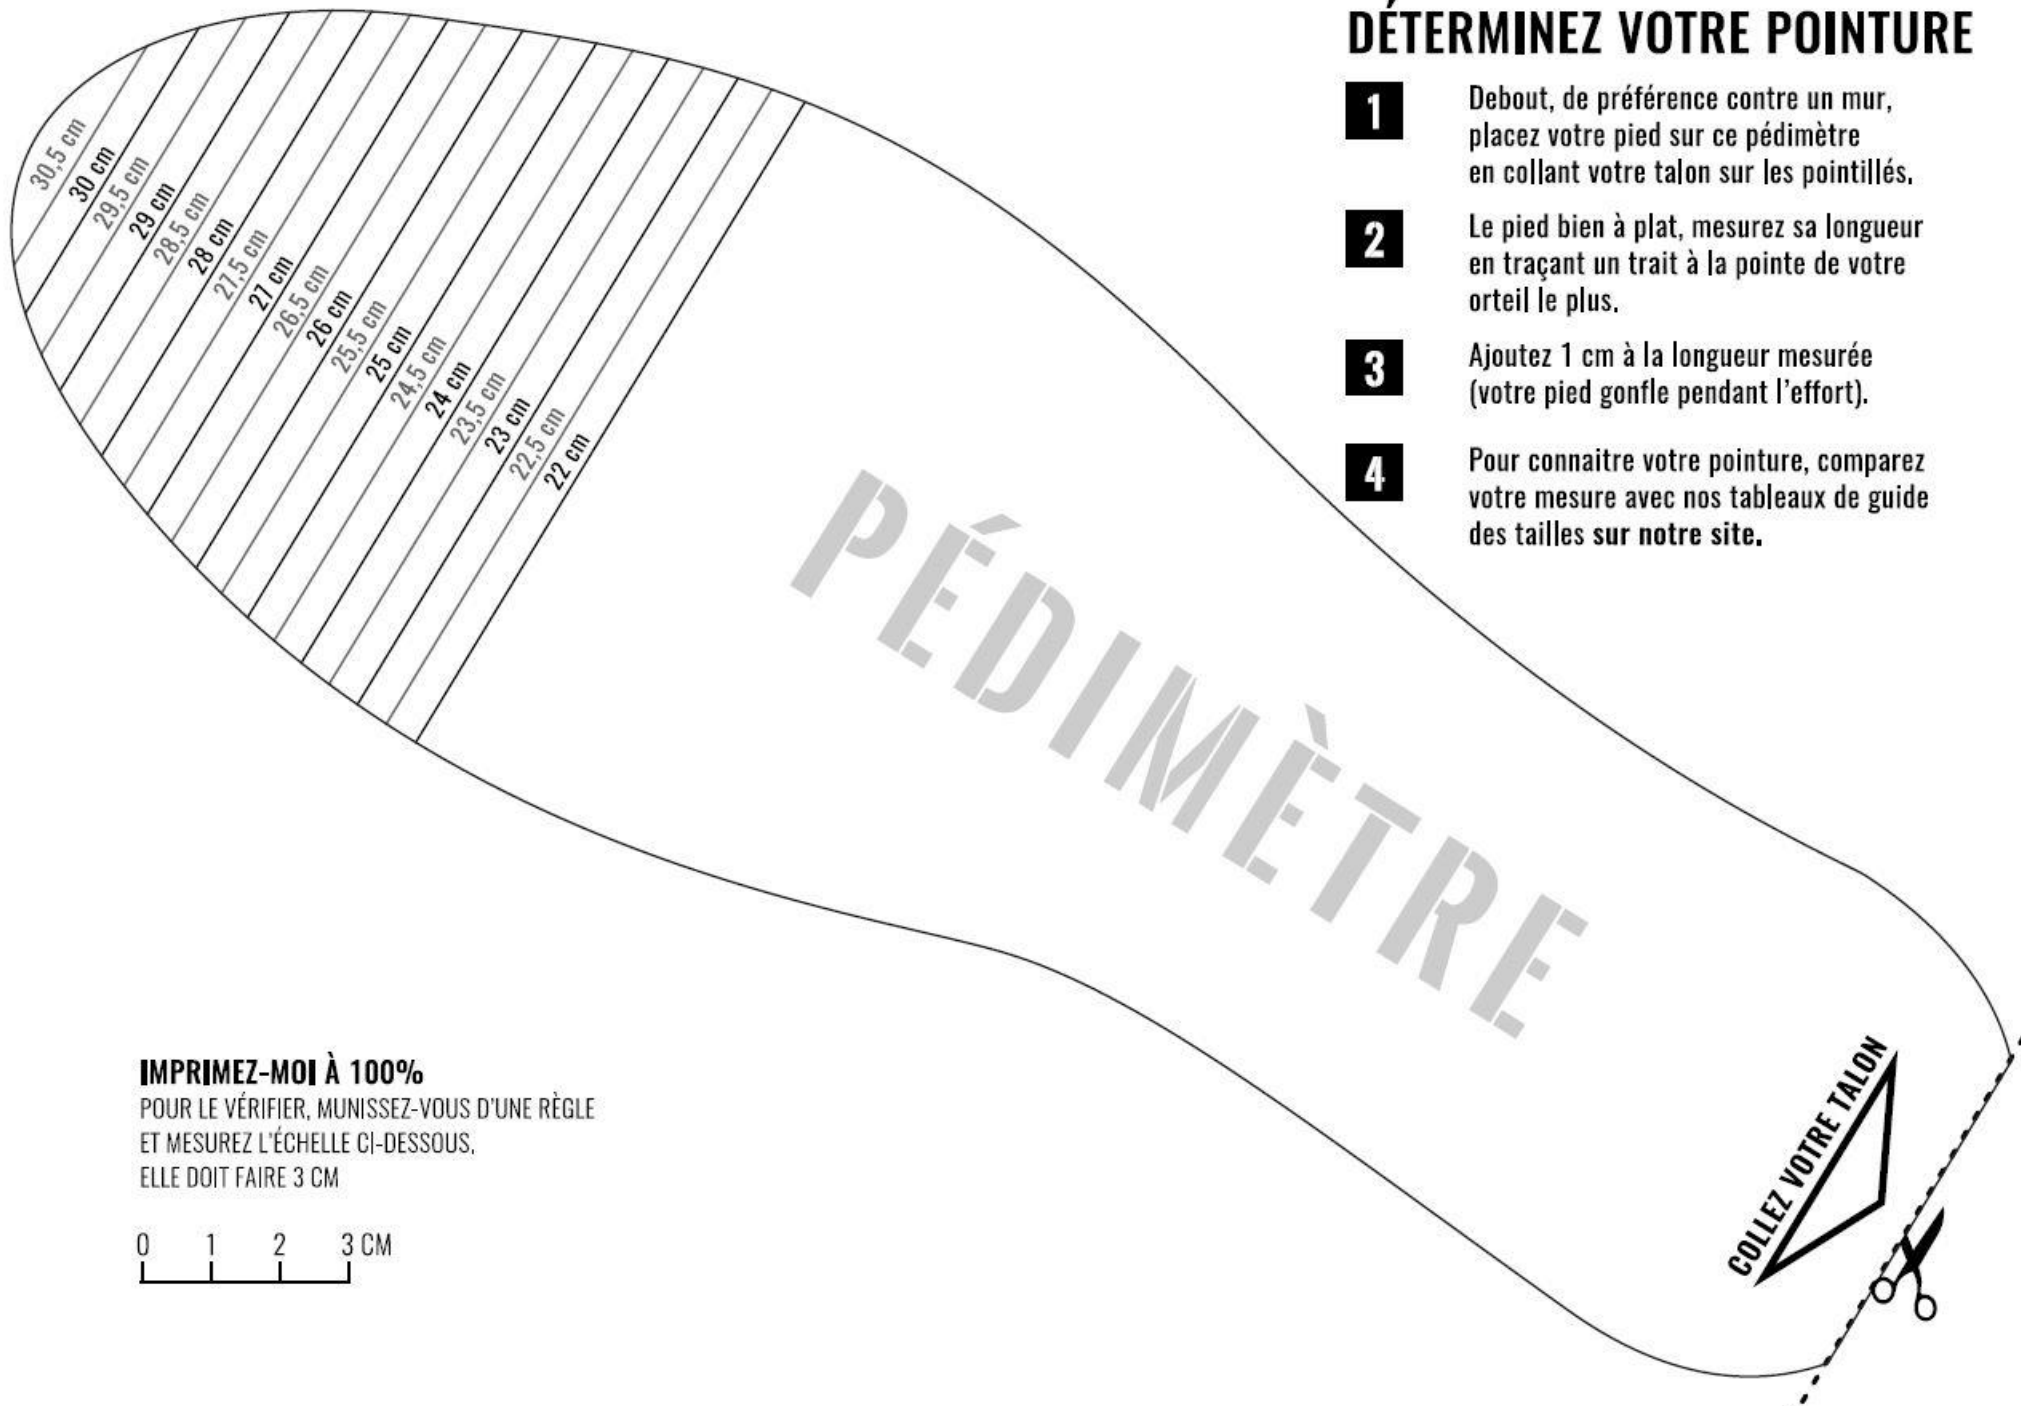 DÉTERMINEZ VOTRE POINTURE
1
Debout, de préférence contre un mur,
placez votre pied sur ce pédimètre
en collant votre talon sur les pointillés.
2
Le pied bien à plat, mesurez sa longueur
en traçant un trait à la pointe de votre
orteil le plus.
3
Ajoutez 1 cm à la longueur mesurée
(votre pied gonfle pendant l'effort).
4
Pour connaitre votre pointure, comparez
votre mesure avec nos tableaux de guide
des tailles sur notre site.
30,5 cm
30 cm
29,5 cm
29 cm
28,5 cm
28 cm
27,5 cm
27 cm
26,5 cm
26 cm
25,5 cm
25 cm
24,5 cm
24 cm
23,5 cm
23 cm
22,5 cm
22 cm
PÉDIMÈTRE
COLLEZ VOTRE TALON
IMPRIMEZ-MOI À 100%
POUR LE VÉRIFIER, MUNISSEZ-VOUS D'UNE RÈGLE
ET MESUREZ L'ÉCHELLE CI-DESSOUS,
ELLE DOIT FAIRE 3 CM
0 1 2 3 CM